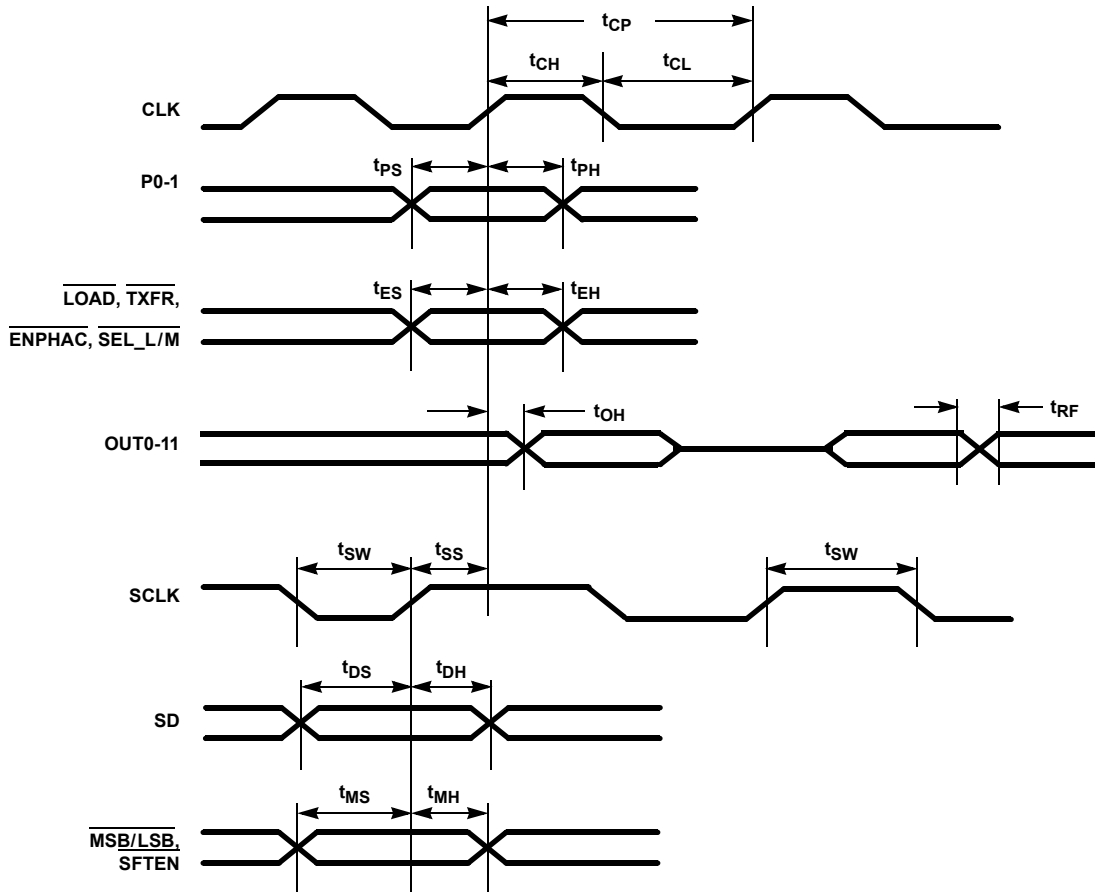 tCP
tCH tCL
CLK
tPS tPH
P0-1
tES tEH
LOAD, TXFR,
ENPHAC, SEL_L/M
tOH tRF
OUT0-11
tSW tSS tSW
SCLK
tDS tDH
SD
tMS tMH
MSB/LSB,
SFTEN